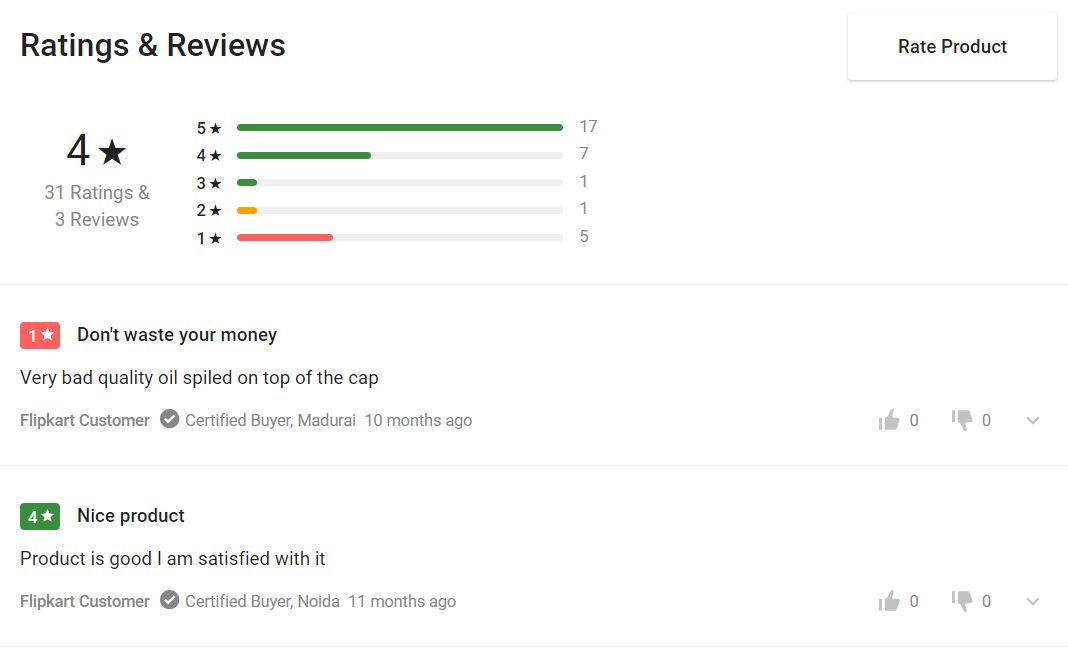 Ratings & Reviews
Rate Product
4★
31 Ratings &
3 Reviews
5★ 17
4★ 7
3★ 1
2★ 1
1★ 5
1★ Don't waste your money
Very bad quality oil spiled on top of the cap
Flipkart Customer Certified Buyer, Madurai 10 months ago 0 0
4★ Nice product
Product is good I am satisfied with it
Flipkart Customer Certified Buyer, Noida 11 months ago 0 0